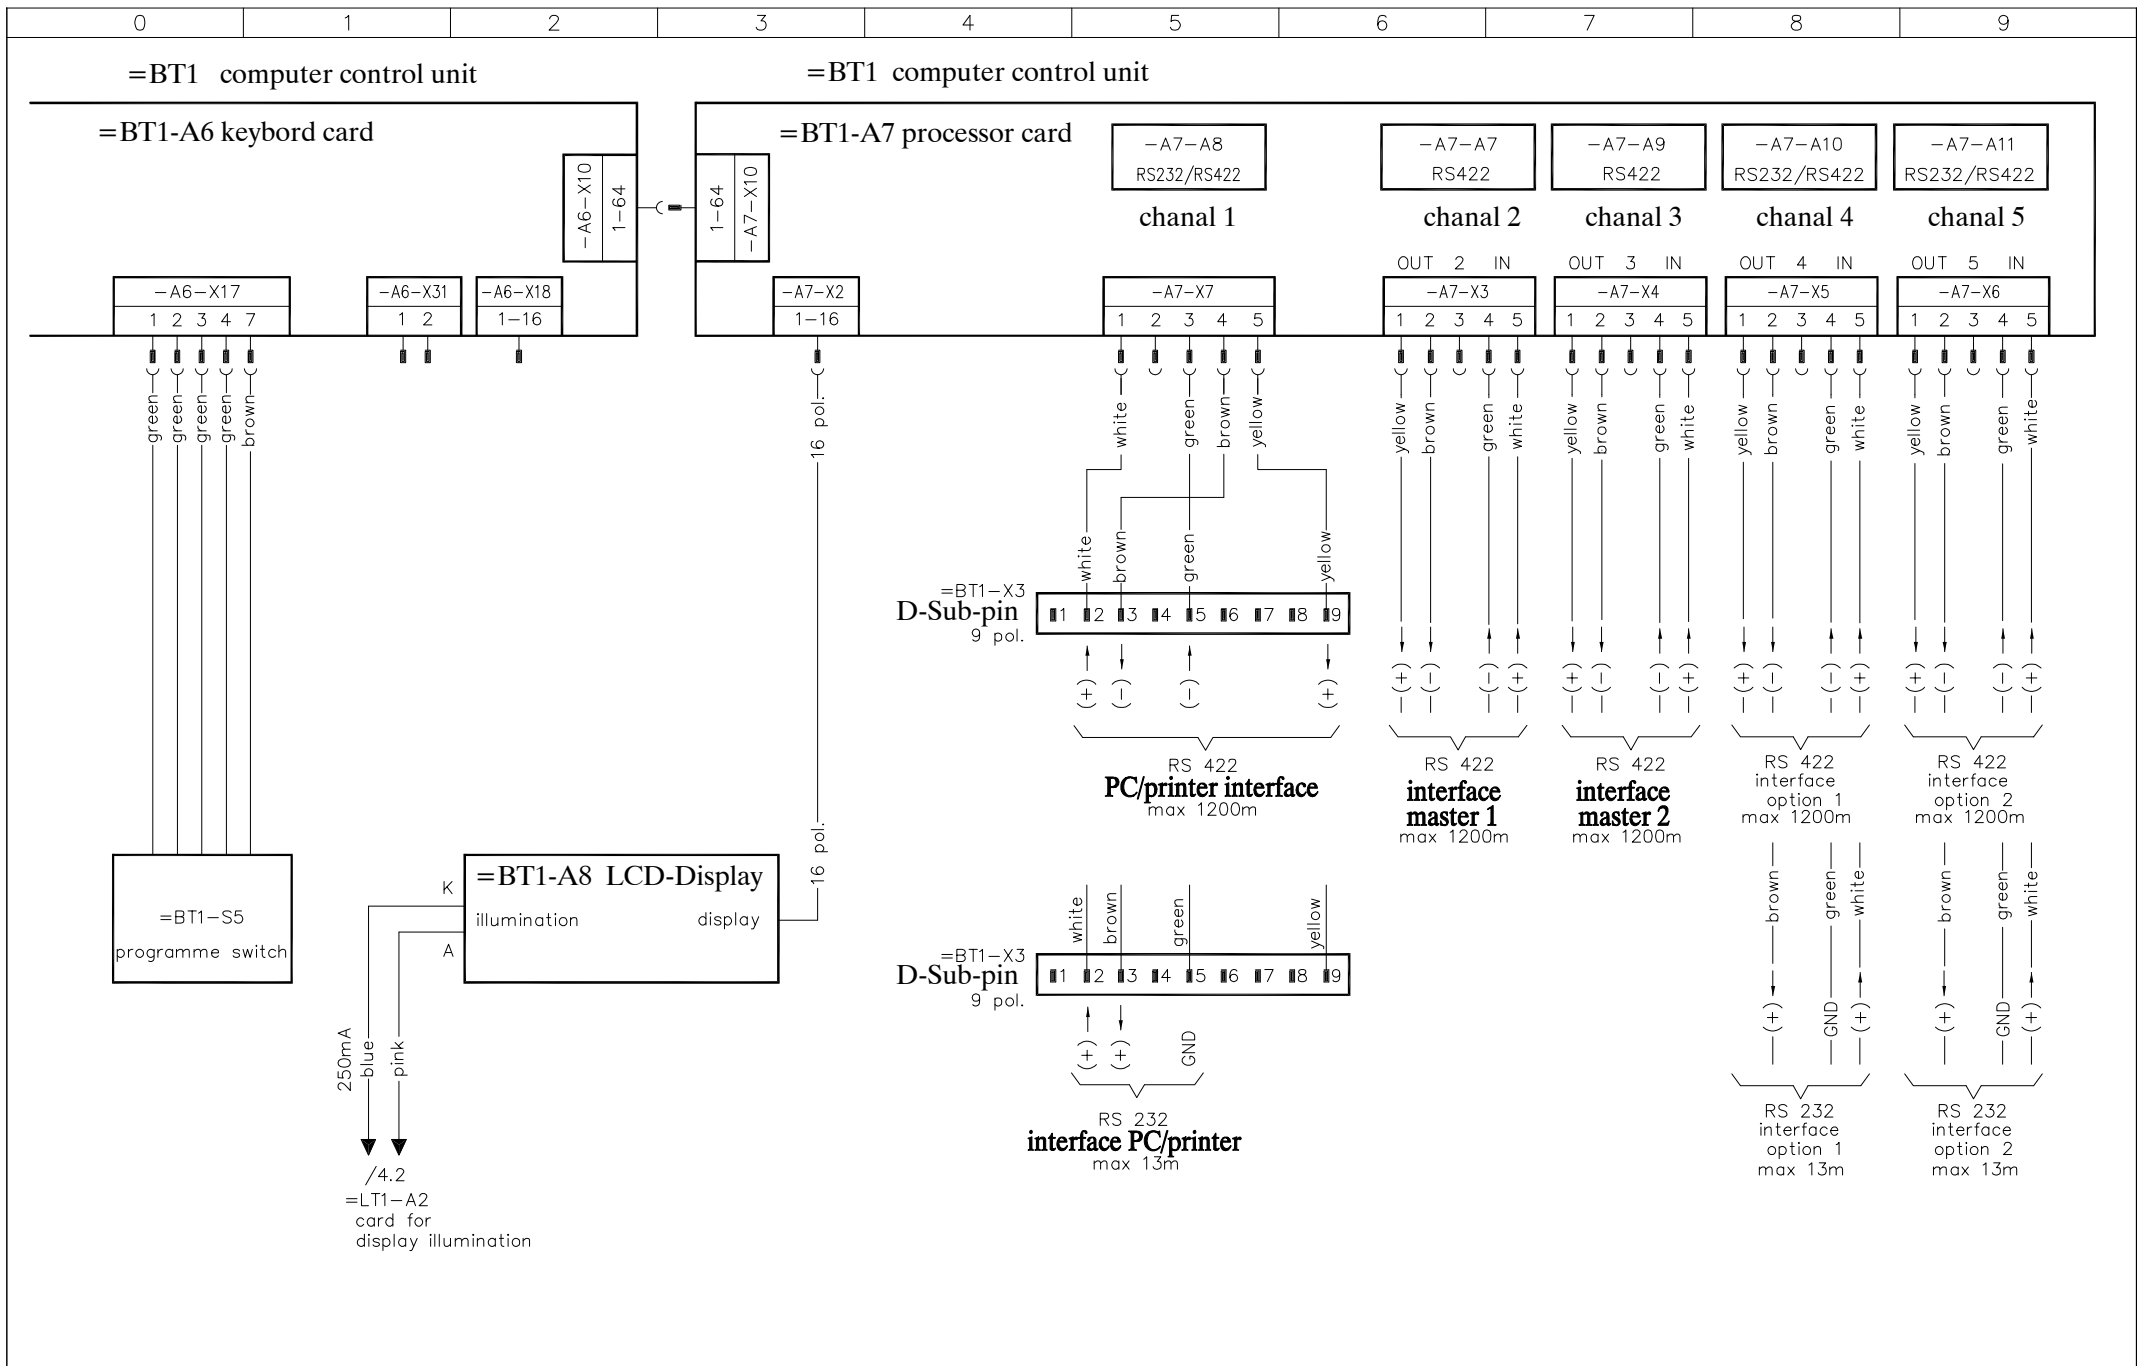 0 1 2 3 4 5 6 7 8 9
=BT1 computer control unit
=BT1 computer control unit
=BT1-A6 keybord card
-A6-X10
1-64
-A6-X17
1 2 3 4 7
-A6-X31
1 2
-A6-X18
1-16
=BT1-A7 processor card
1-64
-A7-X10
-A7-X2
1-16
-A7-A8
RS232/RS422
chanal 1
-A7-X7
1 2 3 4 5
-A7-A7
RS422
chanal 2
OUT 2 IN
-A7-X3
1 2 3 4 5
-A7-A9
RS422
chanal 3
OUT 3 IN
-A7-X4
1 2 3 4 5
-A7-A10
RS232/RS422
chanal 4
OUT 4 IN
-A7-X5
1 2 3 4 5
-A7-A11
RS232/RS422
chanal 5
OUT 5 IN
-A7-X6
1 2 3 4 5
green green green green brown
16 pol.
white green brown yellow
yellow brown green white
yellow brown green white
yellow brown green white
yellow brown green white
white brown green yellow
=BT1-X3
D-Sub-pin
9 pol.
1 2 3 4 5 6 7 8 9
(+) (-) (-) (+)
(+) (-) (-) (+)
(+) (-) (-) (+)
(+) (-) (-) (+)
(+) (-) (-) (+)
RS 422
PC/printer interface
max 1200m
RS 422
interface
master 1
max 1200m
RS 422
interface
master 2
max 1200m
RS 422
interface
option 1
max 1200m
RS 422
interface
option 2
max 1200m
16 pol.
=BT1-S5
programme switch
K
A
=BT1-A8 LCD-Display
illumination display
white brown green yellow
=BT1-X3
D-Sub-pin
9 pol.
1 2 3 4 5 6 7 8 9
(+) (+) GND
RS 232
interface PC/printer
max 13m
brown green white
(+) GND (+)
RS 232
interface
option 1
max 13m
brown green white
(+) GND (+)
RS 232
interface
option 2
max 13m
250mA
blue
pink
/4.2
=LT1-A2
card for
display illumination